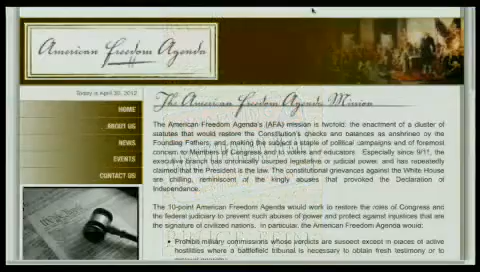 American Freedom Agenda
Today is April 30, 2012
HOME
ABOUT US
NEWS
EVENTS
CONTACT US
The American Freedom Agenda Mission
The American Freedom Agenda's (AFA) mission is twofold: the enactment of a cluster of
statutes that would restore the Constitution's checks and balances as enshrined by the
Founding Fathers; and, making the subject a staple of political campaigns and of foremost
concern to Members of Congress and to voters and educators. Especially since 9/11, the
executive branch has chronically usurped legislative or judicial power, and has repeatedly
claimed that the President is the law. The constitutional grievances against the White House
are chilling, reminiscent of the kingly abuses that provoked the Declaration of
Independence.
The 10-point American Freedom Agenda would work to restore the roles of Congress and
the federal judiciary to prevent such abuses of power and protect against injustices that are
the signature of civilized nations. In particular, the American Freedom Agenda would:
• Prohibit military commissions whose verdicts are suspect except in places of active
hostilities where a battlefield tribunal is necessary to obtain fresh testimony or to